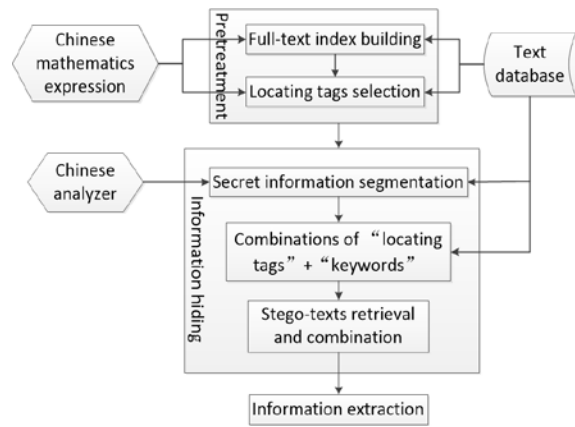 Chinese
mathematics
expression
Pretreatment
Full-text index building
Locating tags selection
Text
database
Chinese
analyzer
Information hiding
Secret information segmentation
Combinations of “locating
tags” + “keywords”
Stego-texts retrieval
and combination
Information extraction